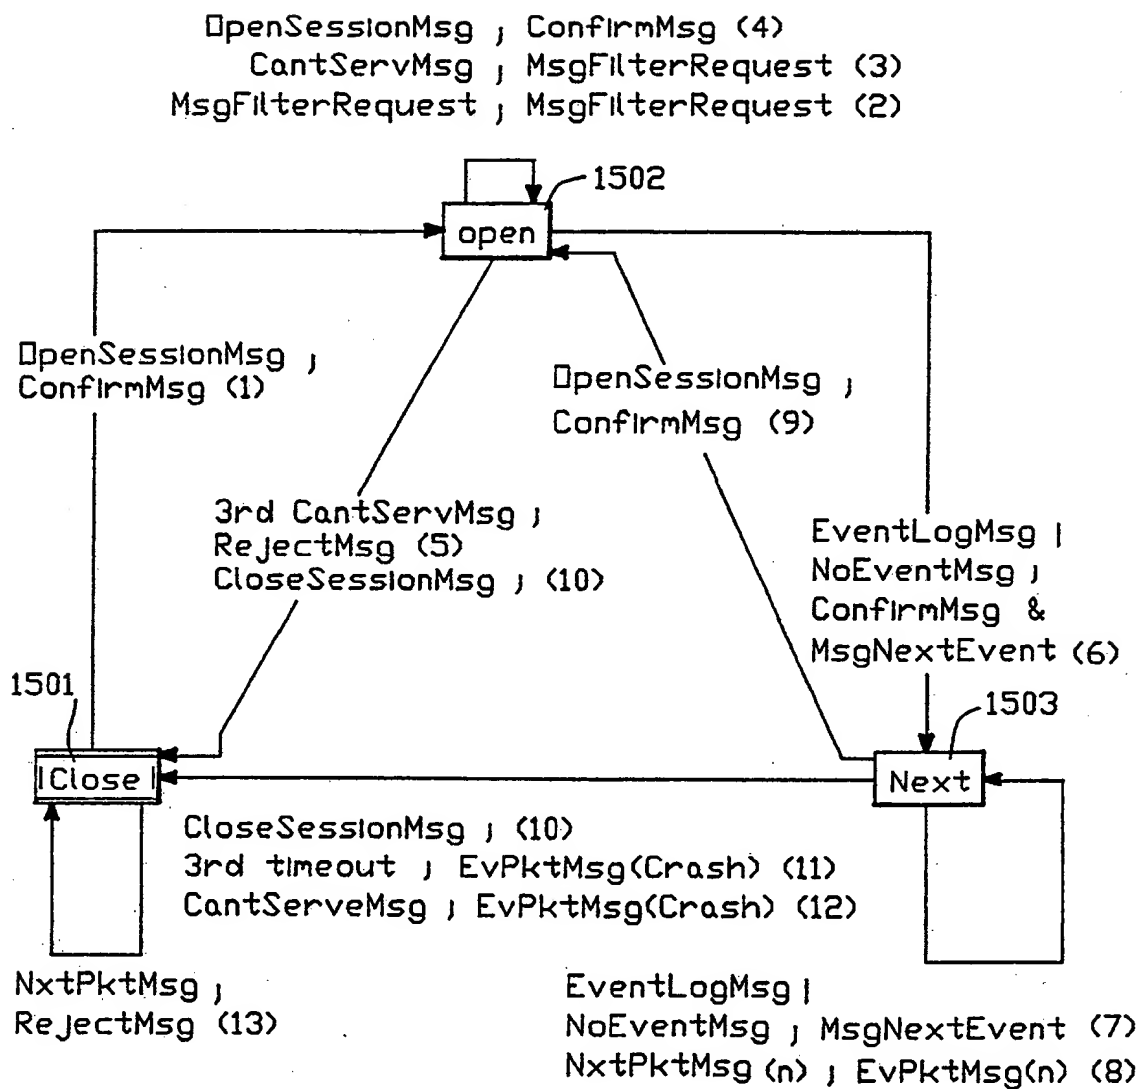 OpenSessionMsg ; ConfirmMsg (4)
CantServMsg ; MsgFilterRequest (3)
MsgFilterRequest ; MsgFilterRequest (2)
1502
open
OpenSessionMsg ;
ConfirmMsg (1)
OpenSessionMsg ;
ConfirmMsg (9)
3rd CantServMsg ;
RejectMsg (5)
CloseSessionMsg ; (10)
EventLogMsg |
NoEventMsg ;
ConfirmMsg &
MsgNextEvent (6)
1501
1503
|Close|
Next
CloseSessionMsg ; (10)
3rd timeout ; EvPktMsg(Crash) (11)
CantServeMsg ; EvPktMsg(Crash) (12)
NxtPktMsg ;
RejectMsg (13)
EventLogMsg |
NoEventMsg ; MsgNextEvent (7)
NxtPktMsg (n) ; EvPktMsg(n) (8)